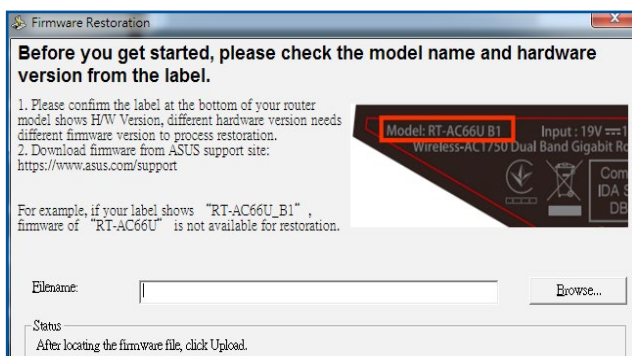 Firmware Restoration
Before you get started, please check the model name and hardware
version from the label.
1. Please confirm the label at the bottom of your router
model shows H/W Version, different hardware version needs
different firmware version to process restoration.
2. Download firmware from ASUS support site:
https://www.asus.com/support
For example, if your label shows “RT-AC66U_B1”,
firmware of “RT-AC66U” is not available for restoration.
Model: RT-AC66U B1 Input : 19V
Dual Band Gigabit
Com
IDA
DB
Filename:
Browse...
Status
After locating the firmware file, click Upload.